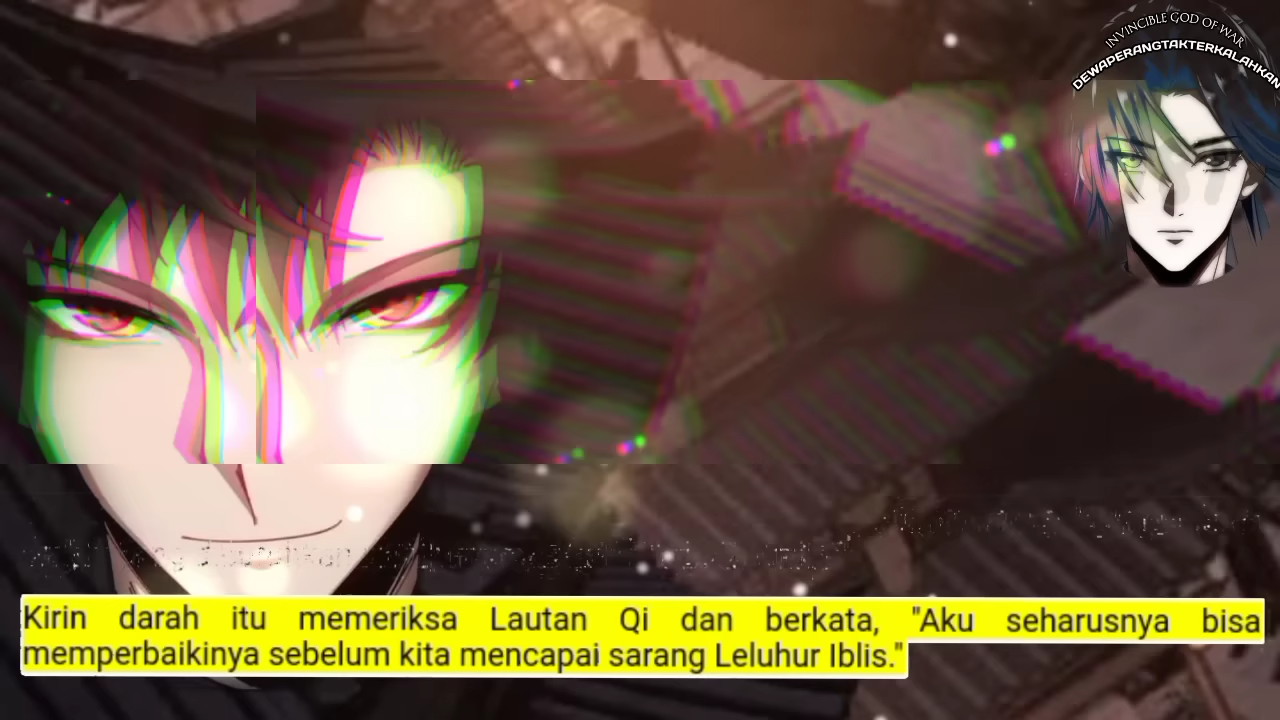 INVINCIBLE GOD OF WAR
DEWAPERANGTAKTERKALAHKAN
Kirin darah itu memeriksa Lautan Qi dan berkata, "Aku seharusnya bisa
memperbaikinya sebelum kita mencapai sarang Leluhur Iblis."